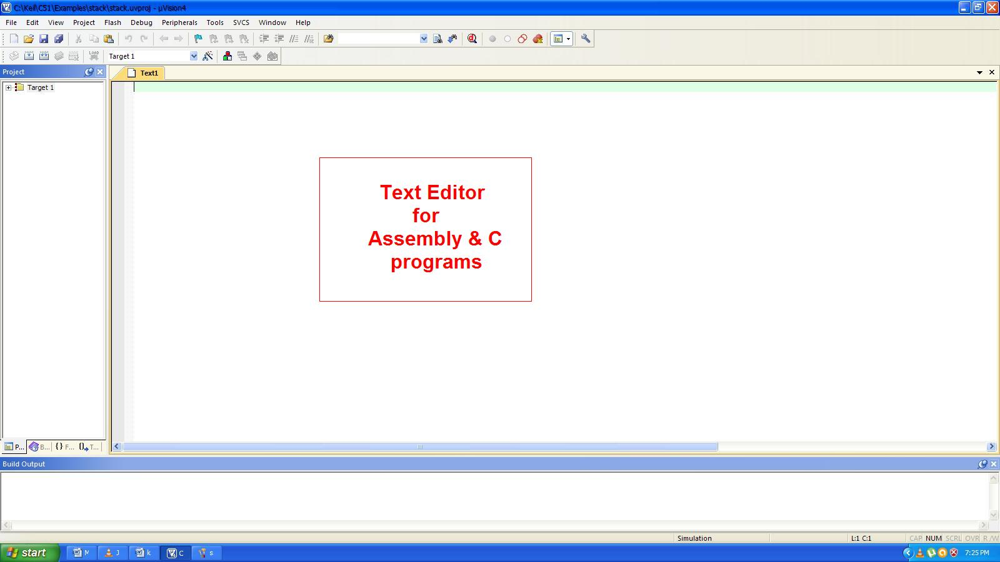 C:\Keil\C51\Examples\stack\stack.uvproj - µVision4
File Edit View Project Flash Debug Peripherals Tools SVCS Window Help
LOAD
Target 1
Project
Text1
Target 1
Text Editor
for
Assembly & C
programs
P... B... {} F... T...
Build Output
Simulation L:1 C:1 CAP NUM SCRL OVR R/W
start M J k C s 7:25 PM